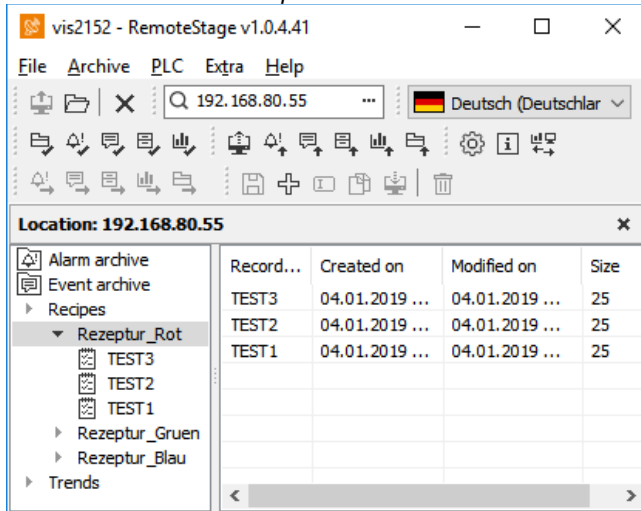 vis2152 - RemoteStage v1.0.4.41
File Archive PLC Extra Help
192.168.80.55 ... Deutsch (Deutschlar
Location: 192.168.80.55
Alarm archive
Event archive
Recipes
Rezeptur_Rot
TEST3
TEST2
TEST1
Rezeptur_Gruen
Rezeptur_Blau
Trends
Record... Created on Modified on Size
TEST3 04.01.2019 ... 04.01.2019 ... 25
TEST2 04.01.2019 ... 04.01.2019 ... 25
TEST1 04.01.2019 ... 04.01.2019 ... 25